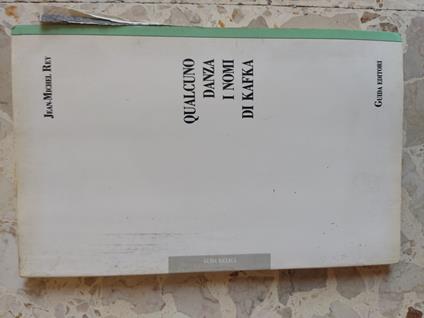 JEAN-MICHEL REY
QUALCUNO
DANZA
I NOMI
DI KAFKA
GUIDA EDITORI